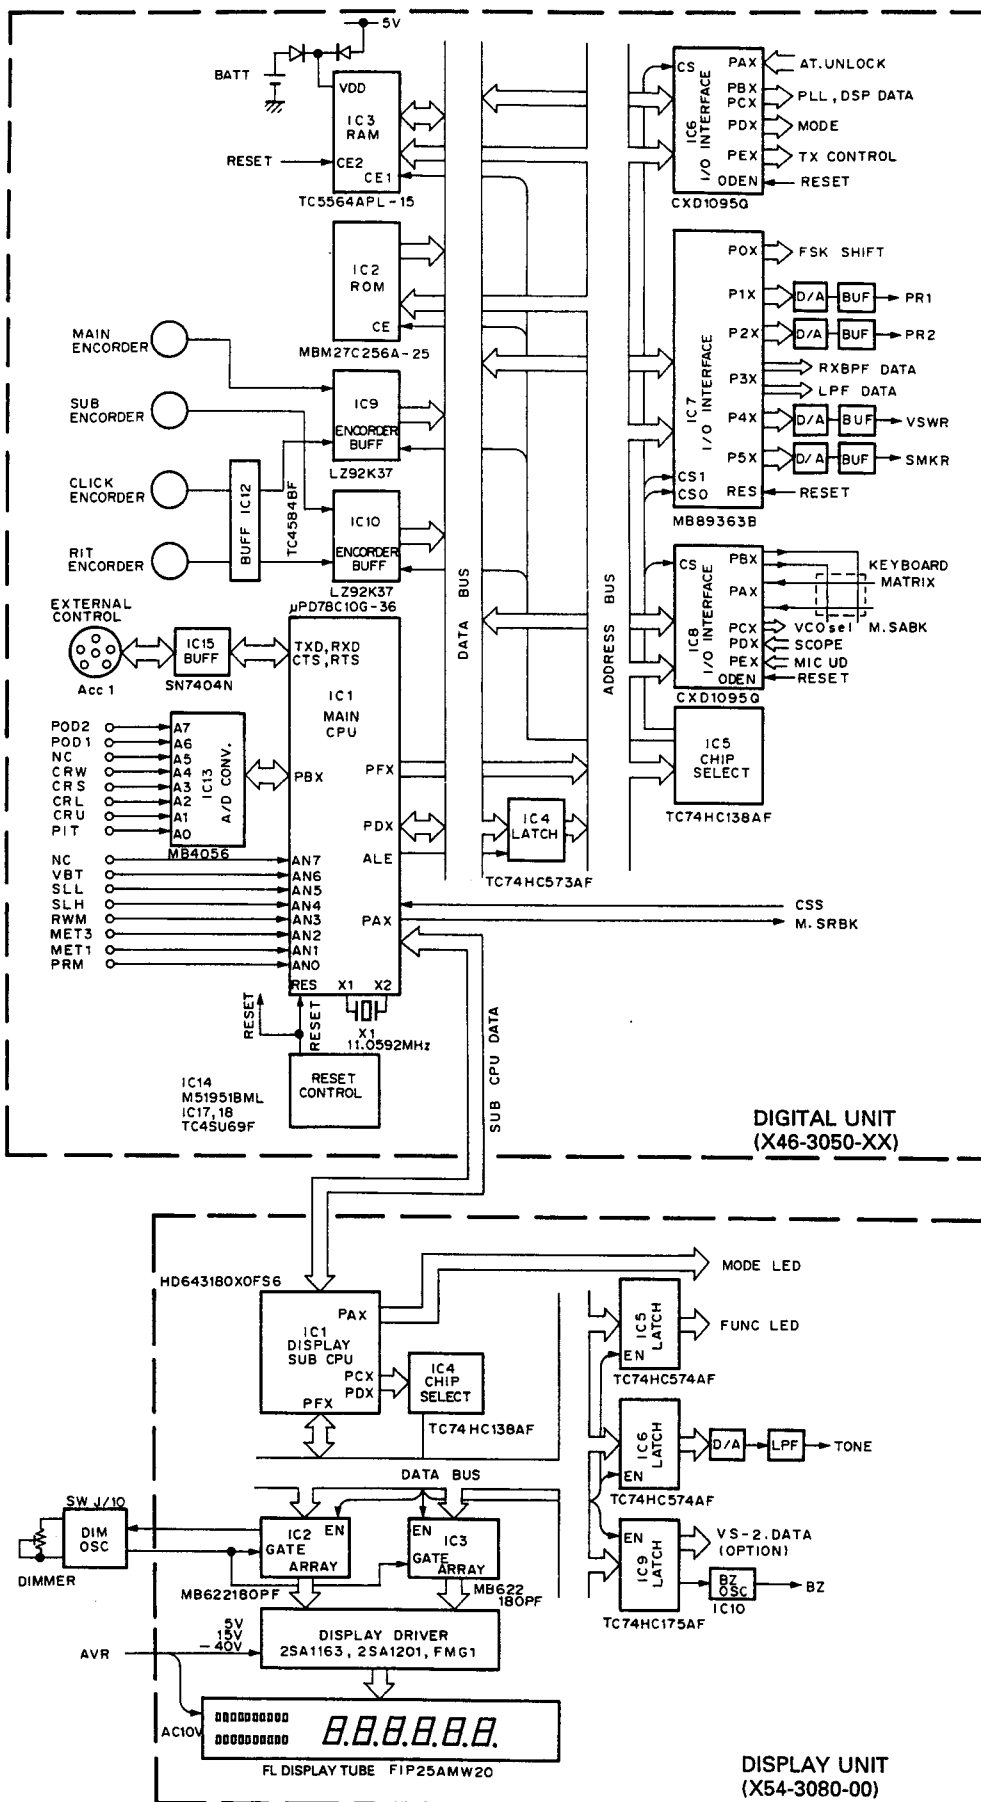 5V
BATT
VDD
IC3
RAM
RESET
CE2
CE1
TC5564APL-15
IC2
ROM
CE
MBM27C256A-25
MAIN
ENCORDER
SUB
ENCORDER
CLICK
ENCORDER
RIT
ENCORDER
BUFF IC12
TC4584BF
IC9
ENCORDER
BUFF
LZ92K37
IC10
ENCORDER
BUFF
LZ92K37
µPD78C10G-36
EXTERNAL
CONTROL
Acc 1
IC15
BUFF
SN7404N
TXD,RXD
CTS,RTS
IC1
MAIN
CPU
POD2
POD1
NC
CRW
CRS
CRL
CRU
PIT
A7
A6
A5
A4
A3
A2
A1
A0
IC13
A/D CONV.
MB4056
PBX
PFX
PDX
ALE
PAX
NC
VBT
SLL
SLH
RWM
MET3
MET1
PRM
AN7
AN6
AN5
AN4
AN3
AN2
AN1
AN0
RES
X1
X2
X1
11.0592MHz
RESET
RESET
RESET
CONTROL
IC14
M51951BML
IC17,18
TC4SU69F
DATA BUS
ADDRESS BUS
IC4
LATCH
TC74HC573AF
SUB CPU DATA
CS
IC6
I/O INTERFACE
PAX
PBX
PCX
PDX
PEX
ODEN
AT.UNLOCK
PLL,DSP DATA
MODE
TX CONTROL
RESET
CXD1095Q
IC7
I/O INTERFACE
P0X
P1X
P2X
P3X
P4X
P5X
CS1
CS0
RES
FSK SHIFT
D/A
BUF
PR1
D/A
BUF
PR2
RXBPF DATA
LPF DATA
D/A
BUF
VSWR
D/A
BUF
SMKR
RESET
MB89363B
CS
IC8
I/O INTERFACE
PBX
PAX
PCX
PDX
PEX
ODEN
KEYBOARD
MATRIX
VCOsel
M.SABK
SCOPE
MIC UD
RESET
CXD1095Q
IC5
CHIP
SELECT
TC74HC138AF
CSS
M.SRBK
DIGITAL UNIT
(X46-3050-XX)
HD643180X0FS6
IC1
DISPLAY
SUB CPU
PAX
PCX
PDX
PFX
IC4
CHIP
SELECT
TC74HC138AF
MODE LED
IC5
LATCH
EN
FUNC LED
TC74HC574AF
IC6
LATCH
EN
D/A
LPF
TONE
TC74HC574AF
EN
IC9
LATCH
VS-2.DATA
(OPTION)
BZ
OSC
BZ
IC10
TC74HC175AF
DATA BUS
SW J/10
DIM
OSC
DIMMER
IC2
EN
GATE
ARRAY
MB622180PF
EN
IC3
GATE
ARRAY
MB622
180PF
AVR
5V
15V
-40V
DISPLAY DRIVER
2SA1163, 2SA1201, FMG1
AC10V
8.8.8.8.8.8.
FL DISPLAY TUBE FIP25AMW20
DISPLAY UNIT
(X54-3080-00)